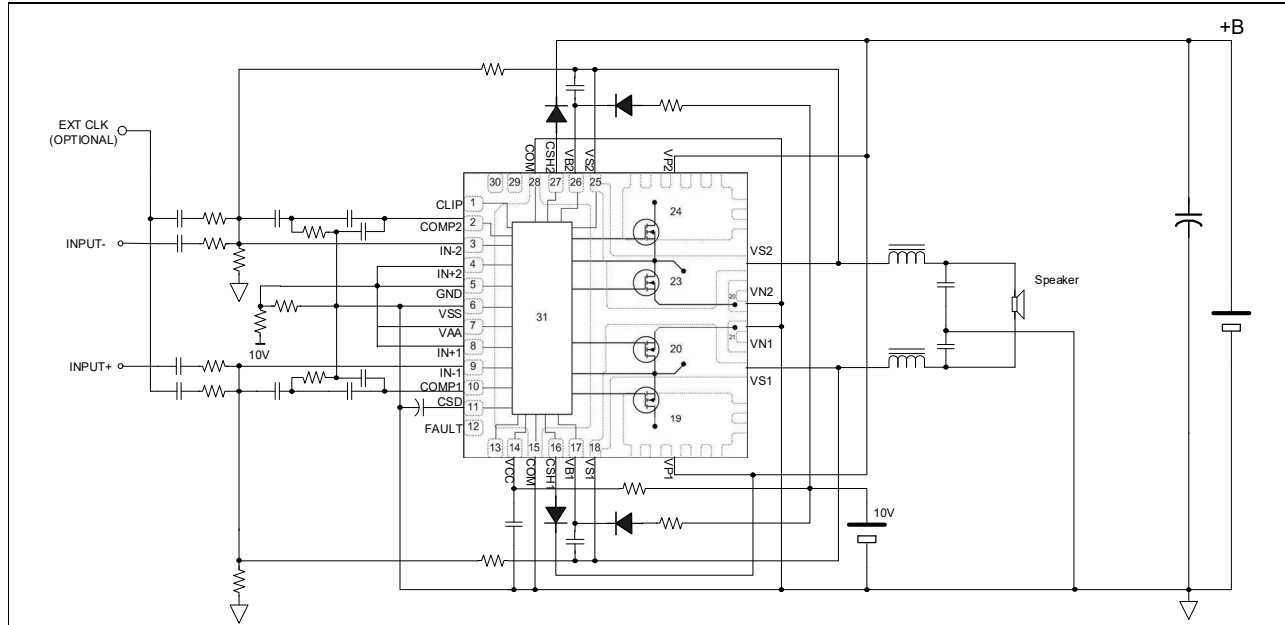 +B
EXT CLK
(OPTIONAL)
COM
CSH2
VB2
VS2
VP2
30
29
28
27
26
25
CLIP
1
24
COMP2
2
INPUT-
IN-2
3
VS2
IN+2
4
23
Speaker
GND
5
VN2
VSS
6
31
VAA
7
VN1
10V
IN+1
8
20
INPUT+
IN-1
9
VS1
COMP1
10
CSD
11
19
FAULT
12
13
14
15
16
17
18
VCC
COM
CSH1
VB1
VS1
VP1
10V